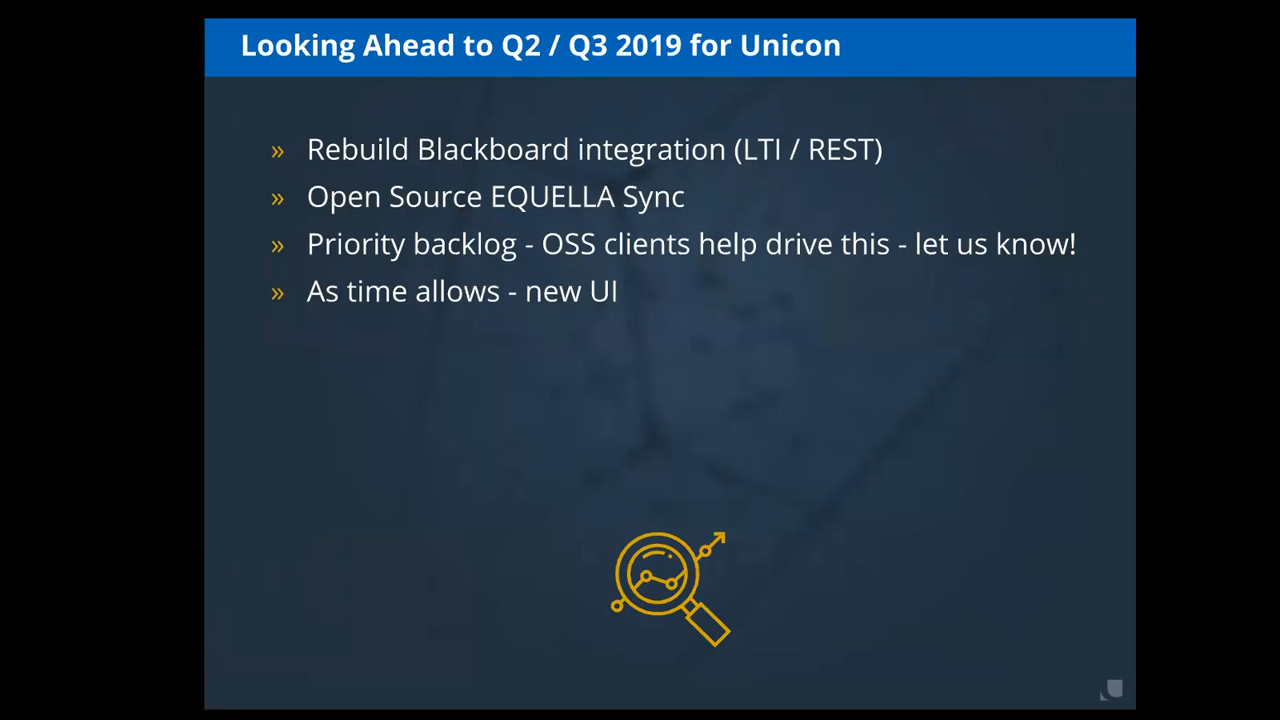 Looking Ahead to Q2 / Q3 2019 for Unicon
» Rebuild Blackboard integration (LTI / REST)
» Open Source EQUELLA Sync
» Priority backlog - OSS clients help drive this - let us know!
» As time allows - new UI